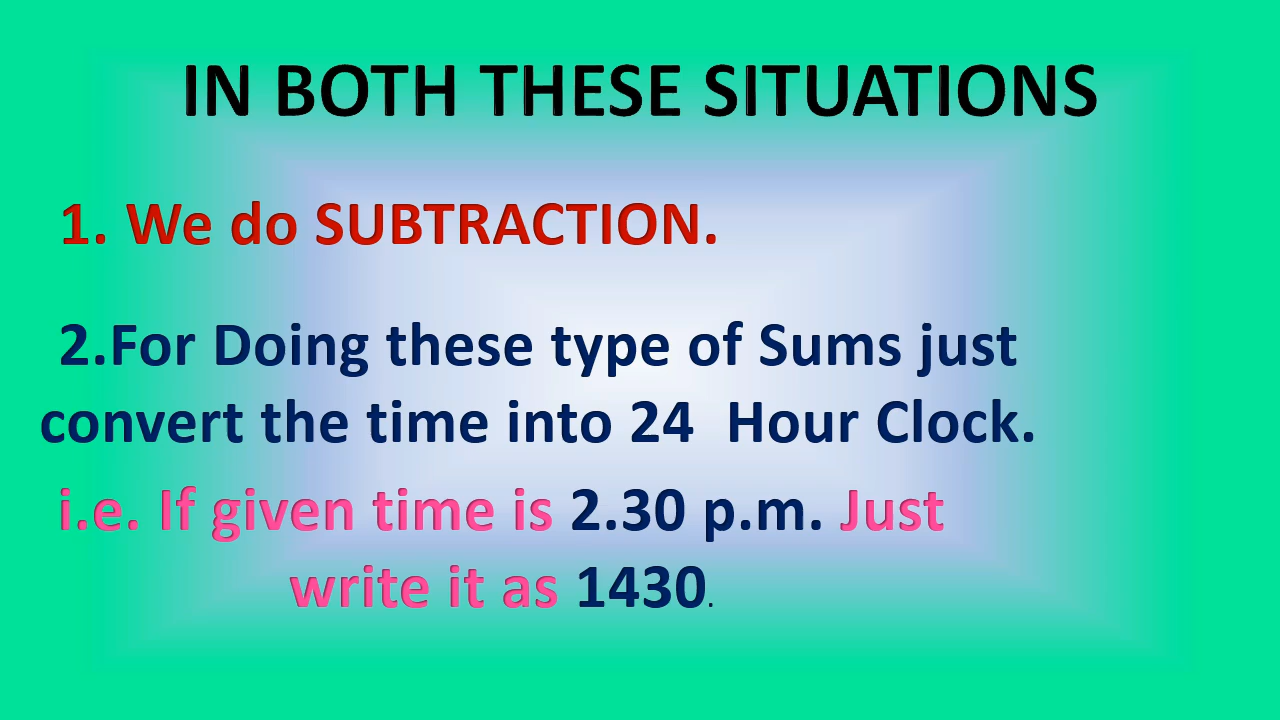 IN BOTH THESE SITUATIONS
1. We do SUBTRACTION.
2.For Doing these type of Sums just
convert the time into 24  Hour Clock.
i.e. If given time is 2.30 p.m. Just
write it as 1430.